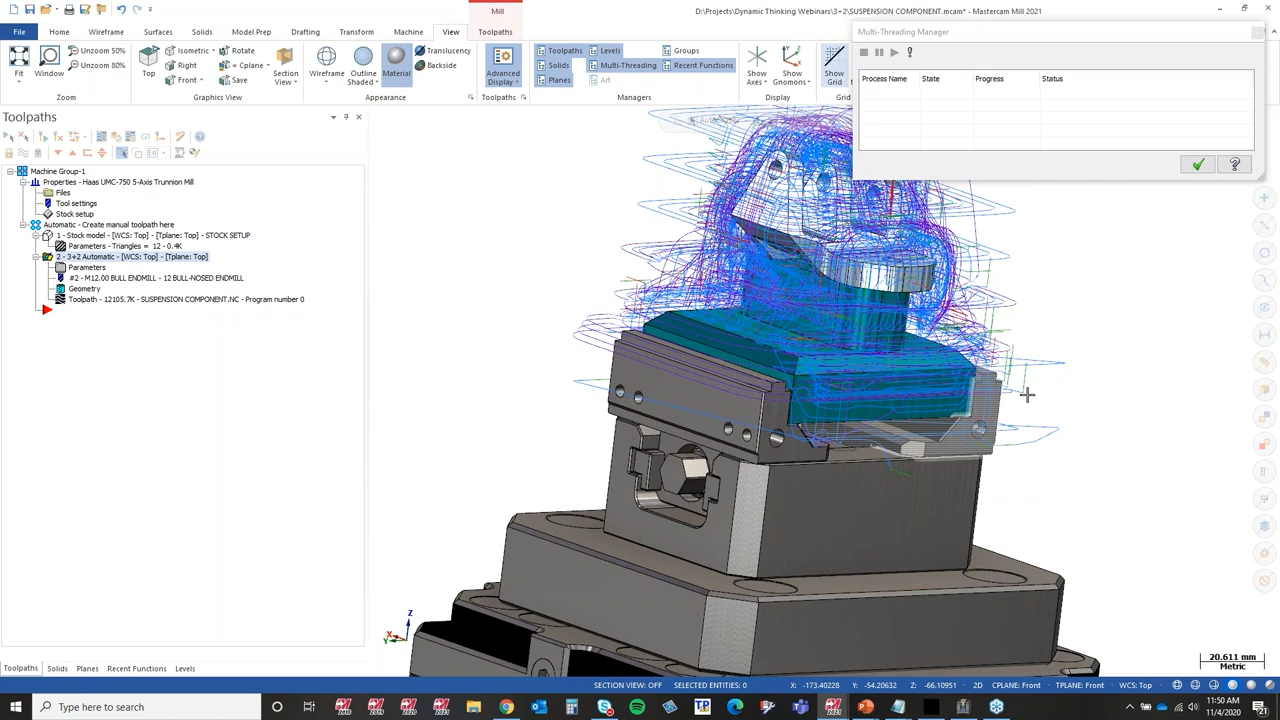 Mill
D:\Projects\Dynamic Thinking Webinars\3+2\SUSPENSION COMPONENT.mcam* - Mastercam Mill 2021
File Home Wireframe Surfaces Solids Model Prep Drafting Transform Machine View Toolpaths
Multi-Threading Manager
Fit
Window
Unzoom 50%
Unzoom 80%
Zoom
Top
Isometric
Right
Front
Rotate
= Cplane
Save
Section
View
Graphics View
Wireframe
Outline
Shaded
Material
Translucency
Backside
Appearance
Advanced
Display
Toolpaths
Toolpaths
Solids
Planes
Levels
Multi-Threading
Art
Groups
Recent Functions
Managers
Show
Axes
Show
Gnomons
Display
Show
Grid
Grid
Process Name State Progress Status
Toolpaths
G1
Machine Group-1
Properties - Haas UMC-750 5-Axis Trunnion Mill
Files
Tool settings
Stock setup
Automatic - Create manual toolpath here
1 - Stock model - [WCS: Top] - [Tplane: Top] - STOCK SETUP
Parameters - Triangles = 12 - 0.4K
2 - 3+2 Automatic - [WCS: Top] - [Tplane: Top]
Parameters
#2 - M12.00 BULL ENDMILL - 12 BULL-NOSED ENDMILL
Geometry
Toolpath - 12105.7K - SUSPENSION COMPONENT.NC - Program number 0
Z
X
Y
20.611 mm
Metric
Toolpaths Solids Planes Recent Functions Levels
SECTION VIEW: OFF SELECTED ENTITIES: 0 X: -173.40228 Y: -54.20632 Z: -66.10951 2D CPLANE: Front TPLANE: Front WCS: Top
Type here to search
11:50 AM
11/4/2020